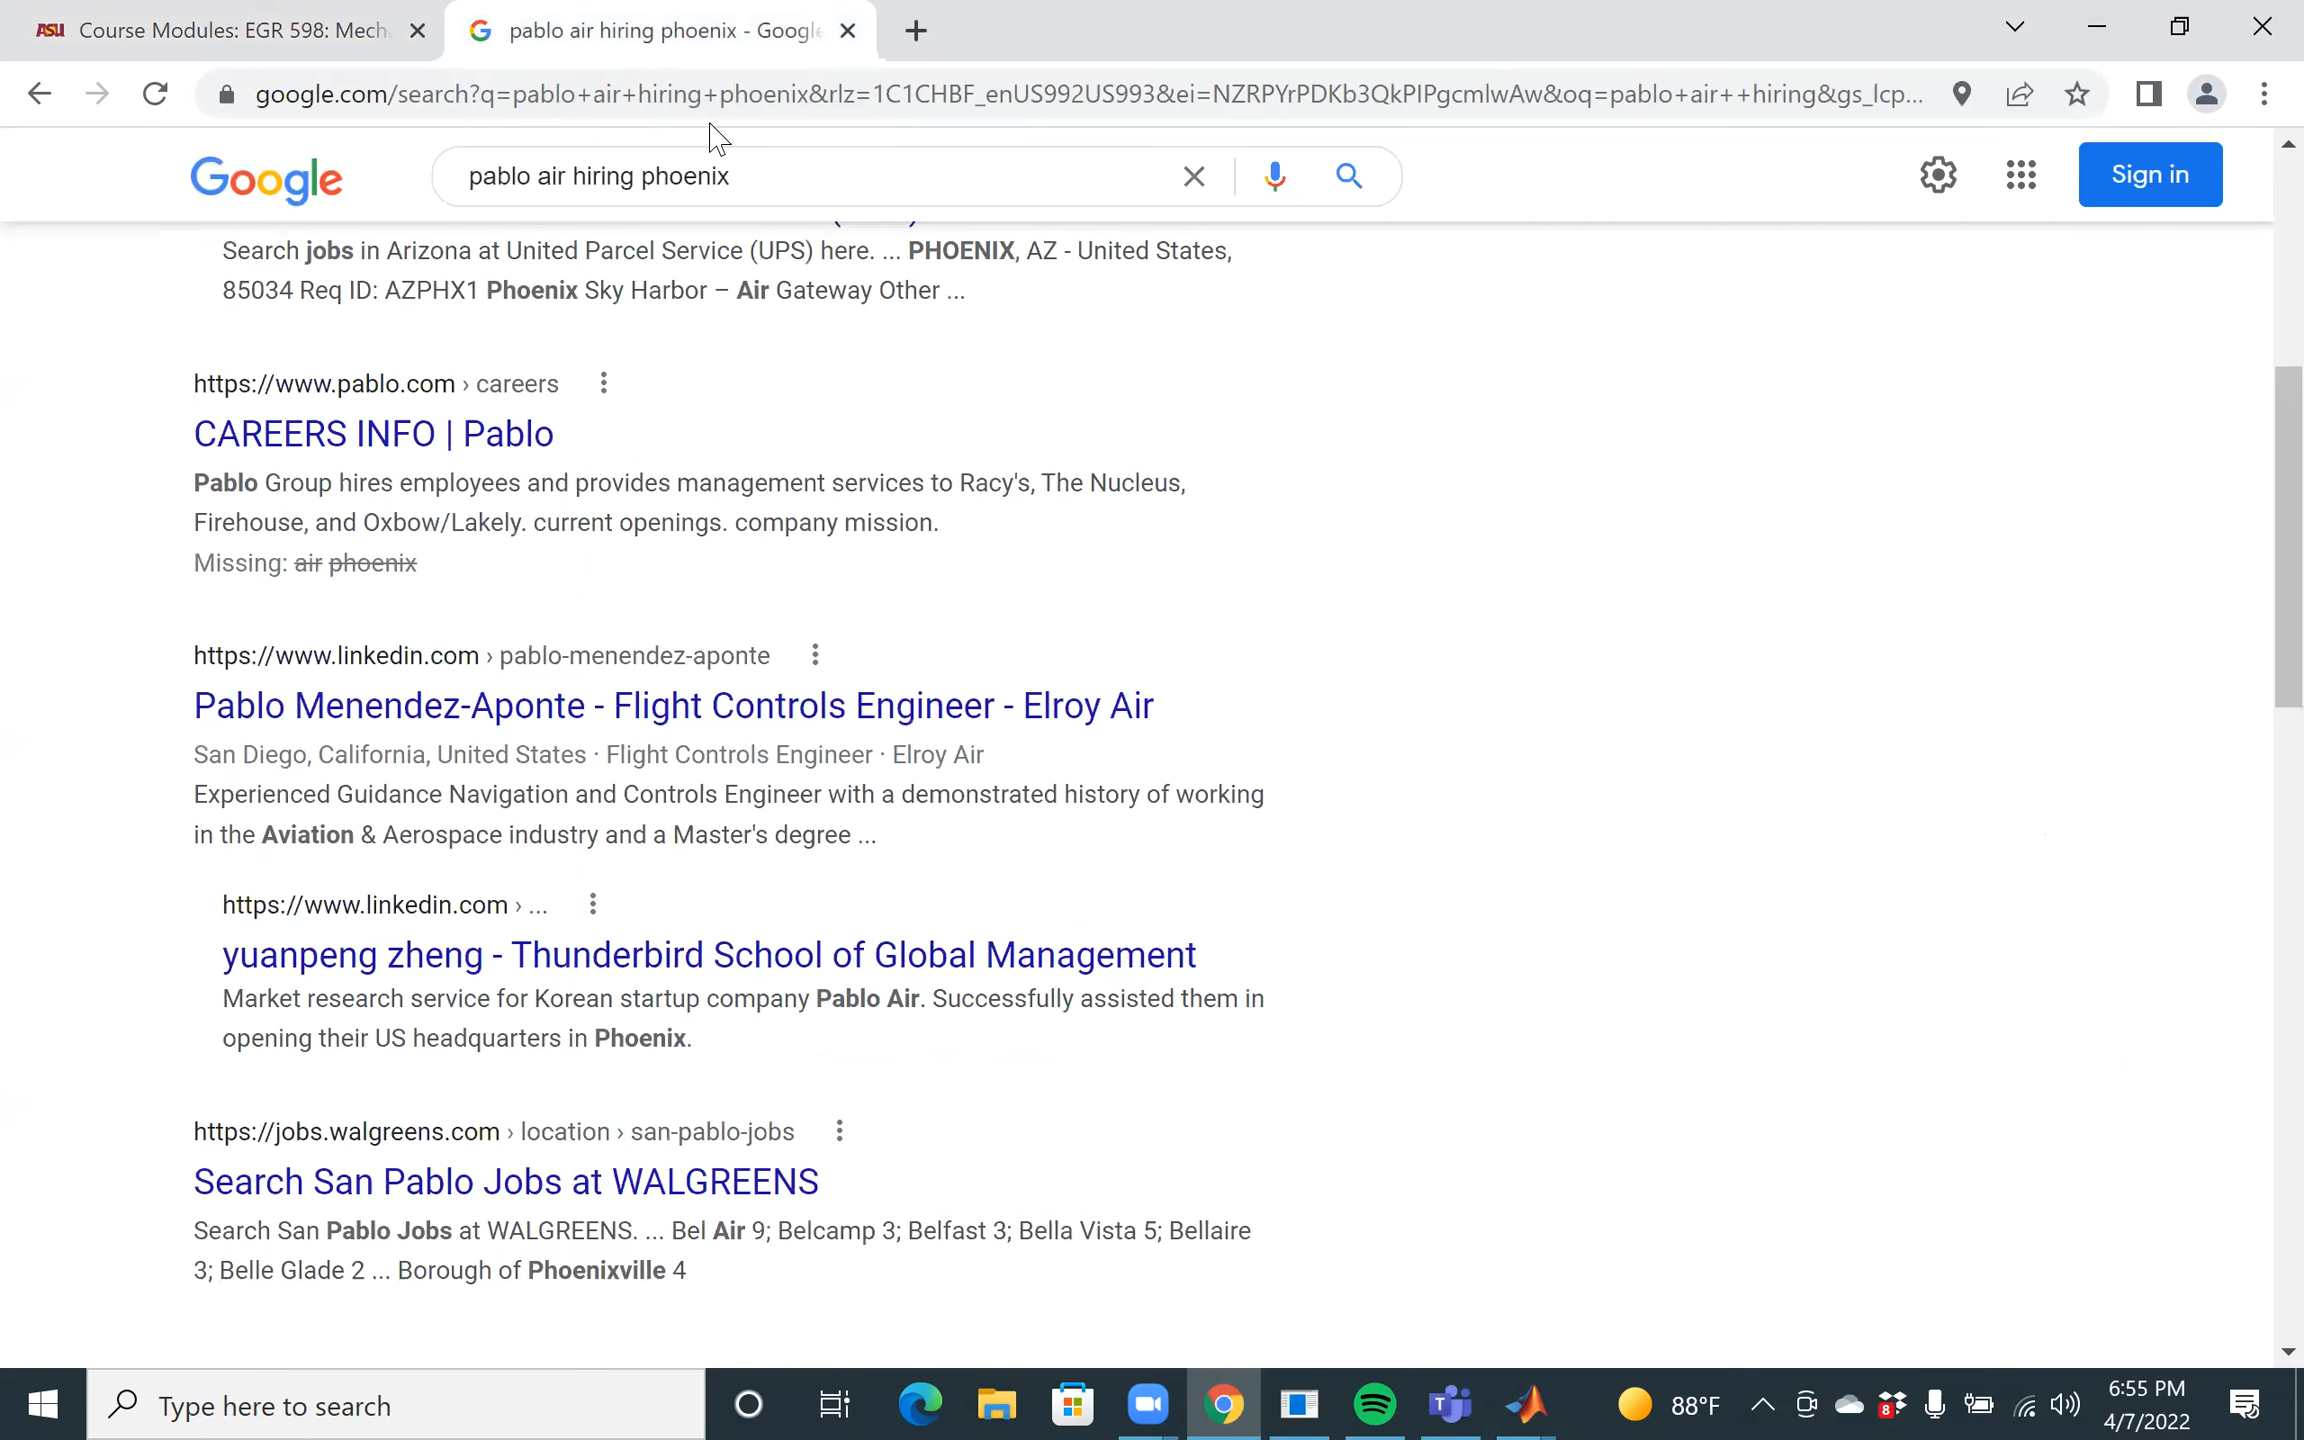 ASU Course Modules: EGR 598: Mech
pablo air hiring phoenix - Google
google.com/search?q=pablo+air+hiring+phoenix&rlz=1C1CHBF_enUS992US993&ei=NZRPYrPDKb3QkPIPgcmlwAw&oq=pablo+air++hiring&gs_lcp...
Google
pablo air hiring phoenix
Sign in
Search jobs in Arizona at United Parcel Service (UPS) here. ... PHOENIX, AZ - United States,
85034 Req ID: AZPHX1 Phoenix Sky Harbor – Air Gateway Other ...
https://www.pablo.com › careers
CAREERS INFO | Pablo
Pablo Group hires employees and provides management services to Racy's, The Nucleus,
Firehouse, and Oxbow/Lakely. current openings. company mission.
Missing: air phoenix
https://www.linkedin.com › pablo-menendez-aponte
Pablo Menendez-Aponte - Flight Controls Engineer - Elroy Air
San Diego, California, United States · Flight Controls Engineer · Elroy Air
Experienced Guidance Navigation and Controls Engineer with a demonstrated history of working
in the Aviation & Aerospace industry and a Master's degree ...
https://www.linkedin.com › ...
yuanpeng zheng - Thunderbird School of Global Management
Market research service for Korean startup company Pablo Air. Successfully assisted them in
opening their US headquarters in Phoenix.
https://jobs.walgreens.com › location › san-pablo-jobs
Search San Pablo Jobs at WALGREENS
Search San Pablo Jobs at WALGREENS. ... Bel Air 9; Belcamp 3; Belfast 3; Bella Vista 5; Bellaire
3; Belle Glade 2 ... Borough of Phoenixville 4
Type here to search
88°F
8
6:55 PM
4/7/2022